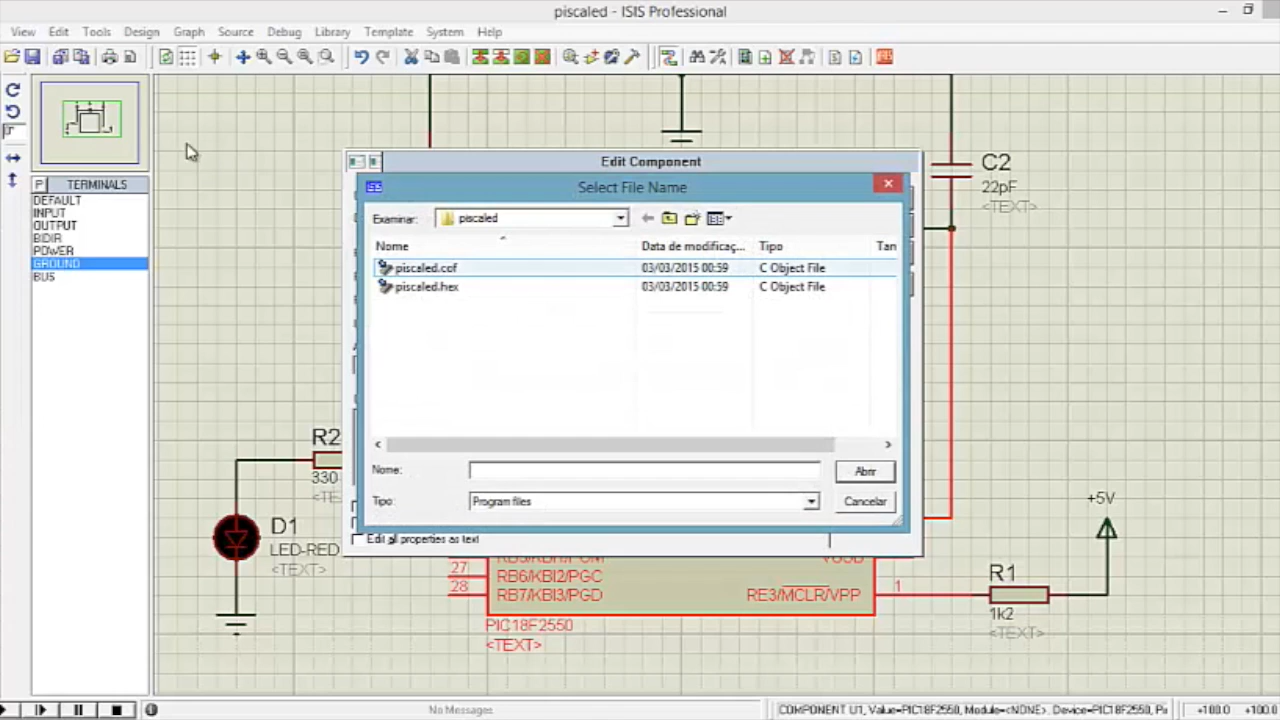 piscaled - ISIS Professional
View Edit Tools Design Graph Source Debug Library Template System Help
P TERMINALS
DEFAULT
INPUT
OUTPUT
BIDIR
POWER
GROUND
BUS
Edit Component
Select File Name
Examinar: piscaled
Nome Data de modificaç... Tipo Tan
piscaled.cof 03/03/2015 00:59 C Object File
piscaled.hex 03/03/2015 00:59 C Object File
Nome: Abrir
Tipo: Program files Cancelar
Edit all properties as text
C2
22pF
<TEXT>
R2
330
D1
LED-RED
<TEXT>
+5V
R1
1k2
<TEXT>
27 RB6/KBI2/PGC
28 RB7/KBI3/PGD
RE3/MCLR/VPP 1
PIC18F2550
<TEXT>
No Messages
COMPONENT U1, Value=PIC18F2550, Module=<NONE>, Device=PIC18F2550, Pi
+100.0 +100.0